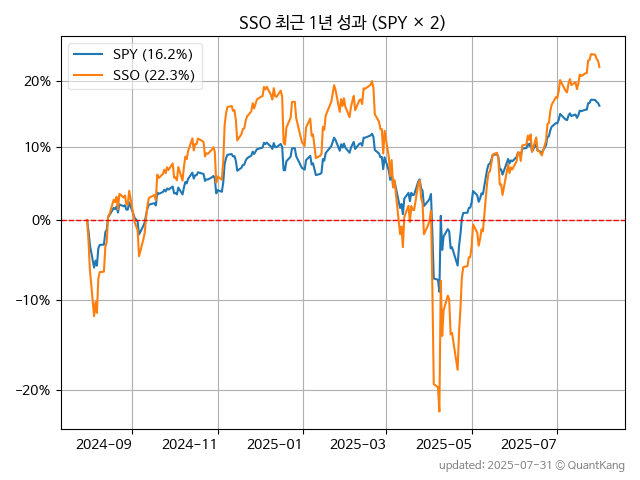 SSO 최근 1년 성과 (SPY × 2)
SPY (16.2%)
SSO (22.3%)
20%
10%
0%
−10%
−20%
2024-09 2024-11 2025-01 2025-03 2025-05 2025-07
updated: 2025-07-31 © QuantKang